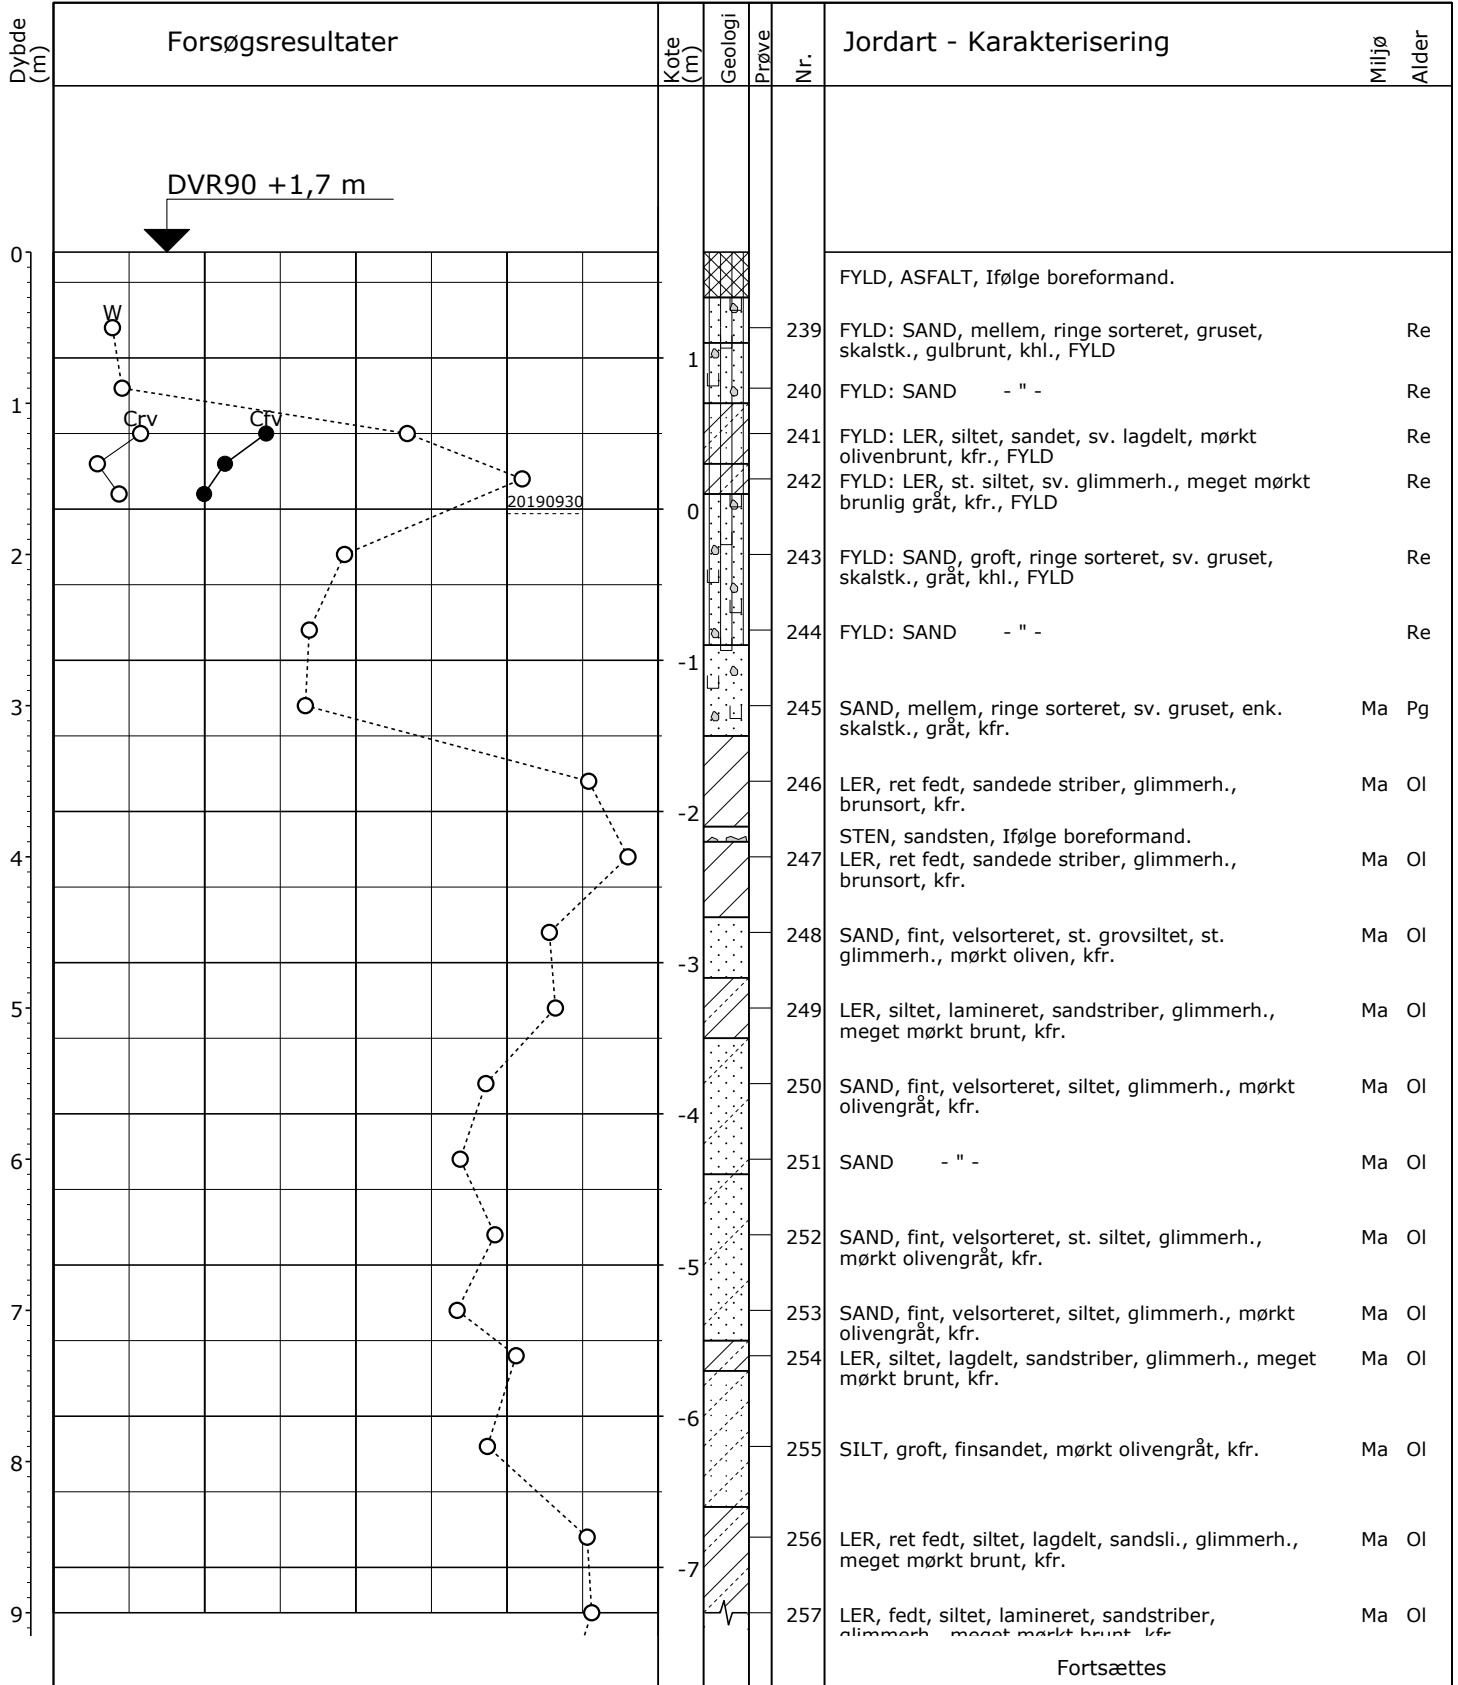 Dybde (m)
Forsøgsresultater
Kote (m)
Geologi
Prøve
Nr.
Jordart - Karakterisering
Miljø
Alder
DVR90 +1,7 m
0
FYLD, ASFALT, Ifølge boreformand.
W
239 FYLD: SAND, mellem, ringe sorteret, gruset, Re
skalstk., gulbrunt, khl., FYLD
1
240 FYLD: SAND - " - Re
1
Crv Cfv
241 FYLD: LER, siltet, sandet, sv. lagdelt, mørkt Re
olivenbrunt, kfr., FYLD
242 FYLD: LER, st. siltet, sv. glimmerh., meget mørkt Re
brunlig gråt, kfr., FYLD
20190930
0
2
243 FYLD: SAND, groft, ringe sorteret, sv. gruset, Re
skalstk., gråt, khl., FYLD
244 FYLD: SAND - " - Re
-1
3
245 SAND, mellem, ringe sorteret, sv. gruset, enk. Ma Pg
skalstk., gråt, kfr.
246 LER, ret fedt, sandede striber, glimmerh., Ma Ol
brunsort, kfr.
-2
STEN, sandsten, Ifølge boreformand.
4
247 LER, ret fedt, sandede striber, glimmerh., Ma Ol
brunsort, kfr.
248 SAND, fint, velsorteret, st. grovsiltet, st. Ma Ol
glimmerh., mørkt oliven, kfr.
-3
5
249 LER, siltet, lamineret, sandstriber, glimmerh., Ma Ol
meget mørkt brunt, kfr.
250 SAND, fint, velsorteret, siltet, glimmerh., mørkt Ma Ol
olivengråt, kfr.
-4
6
251 SAND - " - Ma Ol
252 SAND, fint, velsorteret, st. siltet, glimmerh., Ma Ol
mørkt olivengråt, kfr.
-5
7
253 SAND, fint, velsorteret, siltet, glimmerh., mørkt Ma Ol
olivengråt, kfr.
254 LER, siltet, lagdelt, sandstriber, glimmerh., meget Ma Ol
mørkt brunt, kfr.
-6
8
255 SILT, groft, finsandet, mørkt olivengråt, kfr. Ma Ol
256 LER, ret fedt, siltet, lagdelt, sandsli., glimmerh., Ma Ol
meget mørkt brunt, kfr.
-7
9
257 LER, fedt, siltet, lamineret, sandstriber, Ma Ol
glimmerh., meget mørkt brunt, kfr.
Fortsættes